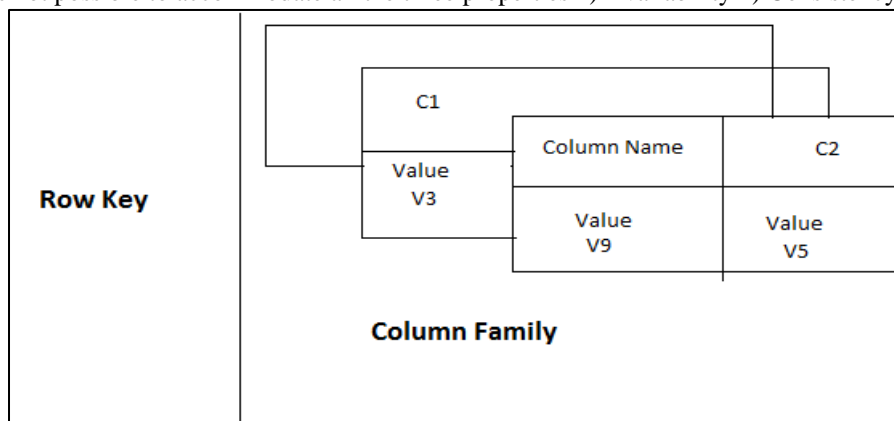 C1
Column Name
C2
Value
V3
Row Key
Value
V9
Value
V5
Column Family